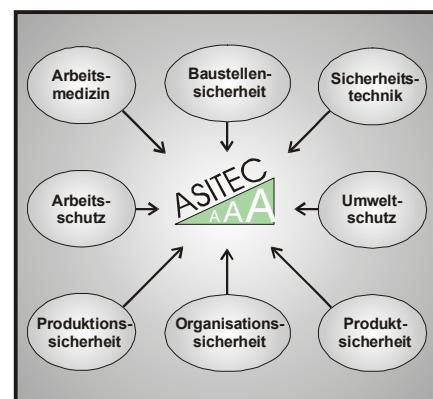 Arbeits-
medizin
Baustellen-
sicherheit
Sicherheits-
technik
ASITEC
AAA
Arbeits-
schutz
Umwelt-
schutz
Produktions-
sicherheit
Organisations-
sicherheit
Produkt-
sicherheit